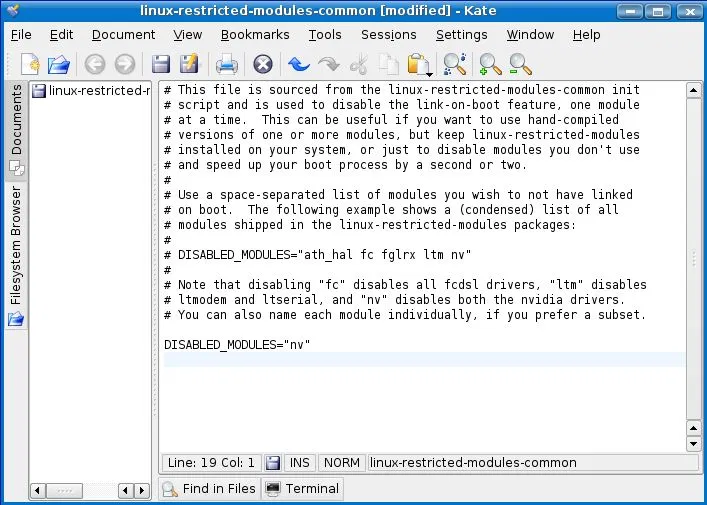 linux-restricted-modules-common [modified] - Kate
File Edit Document View Bookmarks Tools Sessions Settings Window Help
Documents
Filesystem Browser
linux-restricted-r
# This file is sourced from the linux-restricted-modules-common init
# script and is used to disable the link-on-boot feature, one module
# at a time.  This can be useful if you want to use hand-compiled
# versions of one or more modules, but keep linux-restricted-modules
# installed on your system, or just to disable modules you don't use
# and speed up your boot process by a second or two.
#
# Use a space-separated list of modules you wish to not have linked
# on boot.  The following example shows a (condensed) list of all
# modules shipped in the linux-restricted-modules packages:
#
# DISABLED_MODULES="ath_hal fc fglrx ltm nv"
#
# Note that disabling "fc" disables all fcdsl drivers, "ltm" disables
# ltmodem and ltserial, and "nv" disables both the nvidia drivers.
# You can also name each module individually, if you prefer a subset.
DISABLED_MODULES="nv"
Line: 19 Col: 1 INS NORM linux-restricted-modules-common
Find in Files Terminal